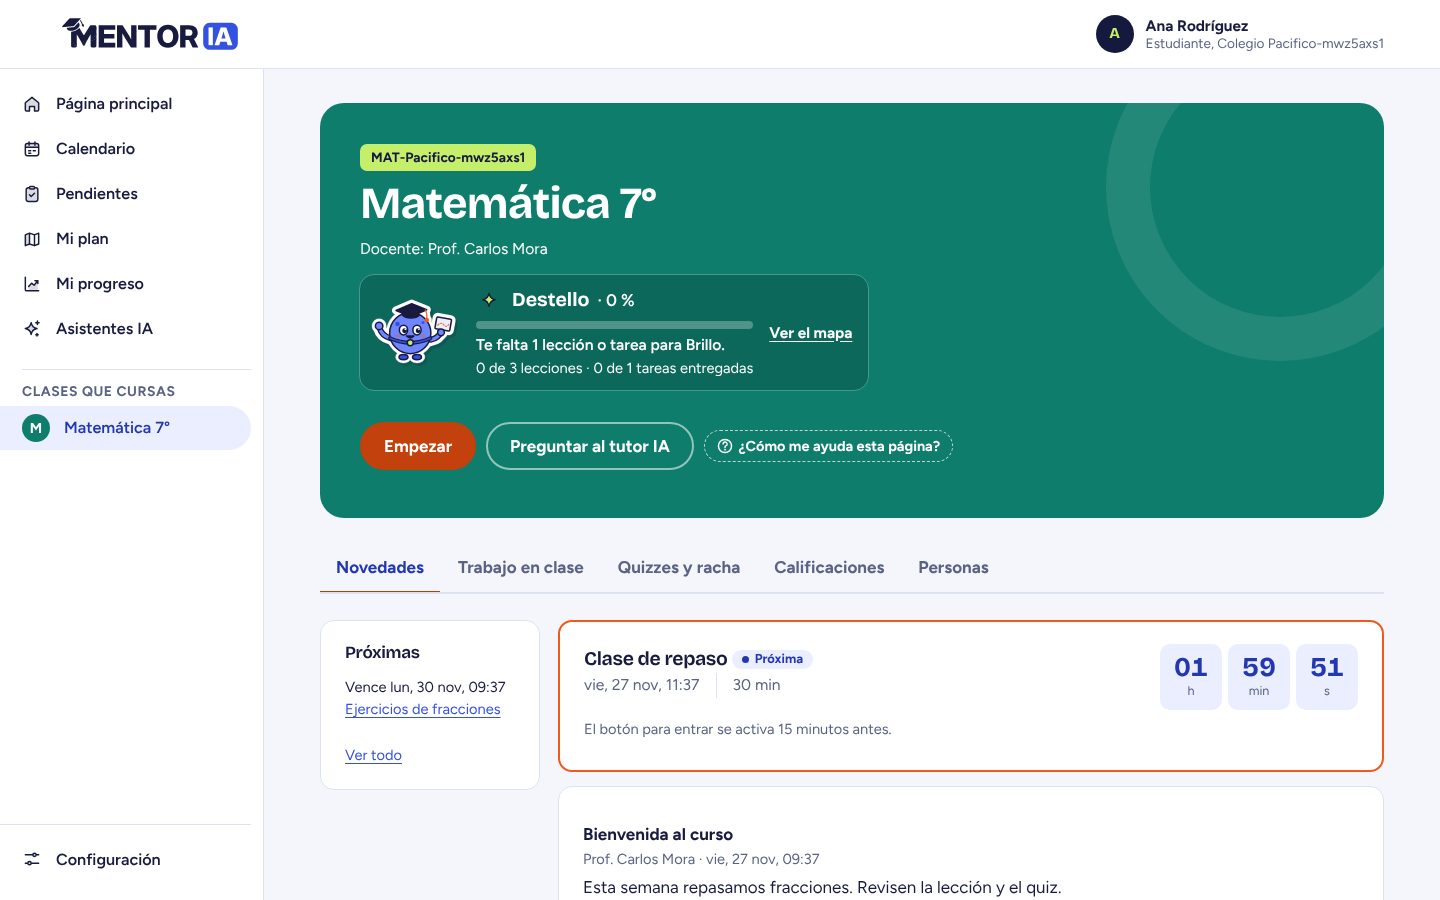 MENTOR IA
A
Ana Rodríguez
Estudiante, Colegio Pacifico-mwz5axs1
Página principal
Calendario
Pendientes
Mi plan
Mi progreso
Asistentes IA
CLASES QUE CURSAS
M Matemática 7°
Configuración
MAT-Pacifico-mwz5axs1
Matemática 7°
Docente: Prof. Carlos Mora
Destello · 0 %
Te falta 1 lección o tarea para Brillo.
0 de 3 lecciones · 0 de 1 tareas entregadas
Ver el mapa
Empezar
Preguntar al tutor IA
¿Cómo me ayuda esta página?
Novedades
Trabajo en clase
Quizzes y racha
Calificaciones
Personas
Próximas
Vence lun, 30 nov, 09:37
Ejercicios de fracciones
Ver todo
Clase de repaso
Próxima
vie, 27 nov, 11:37
30 min
El botón para entrar se activa 15 minutos antes.
01
h
59
min
51
s
Bienvenida al curso
Prof. Carlos Mora · vie, 27 nov, 09:37
Esta semana repasamos fracciones. Revisen la lección y el quiz.